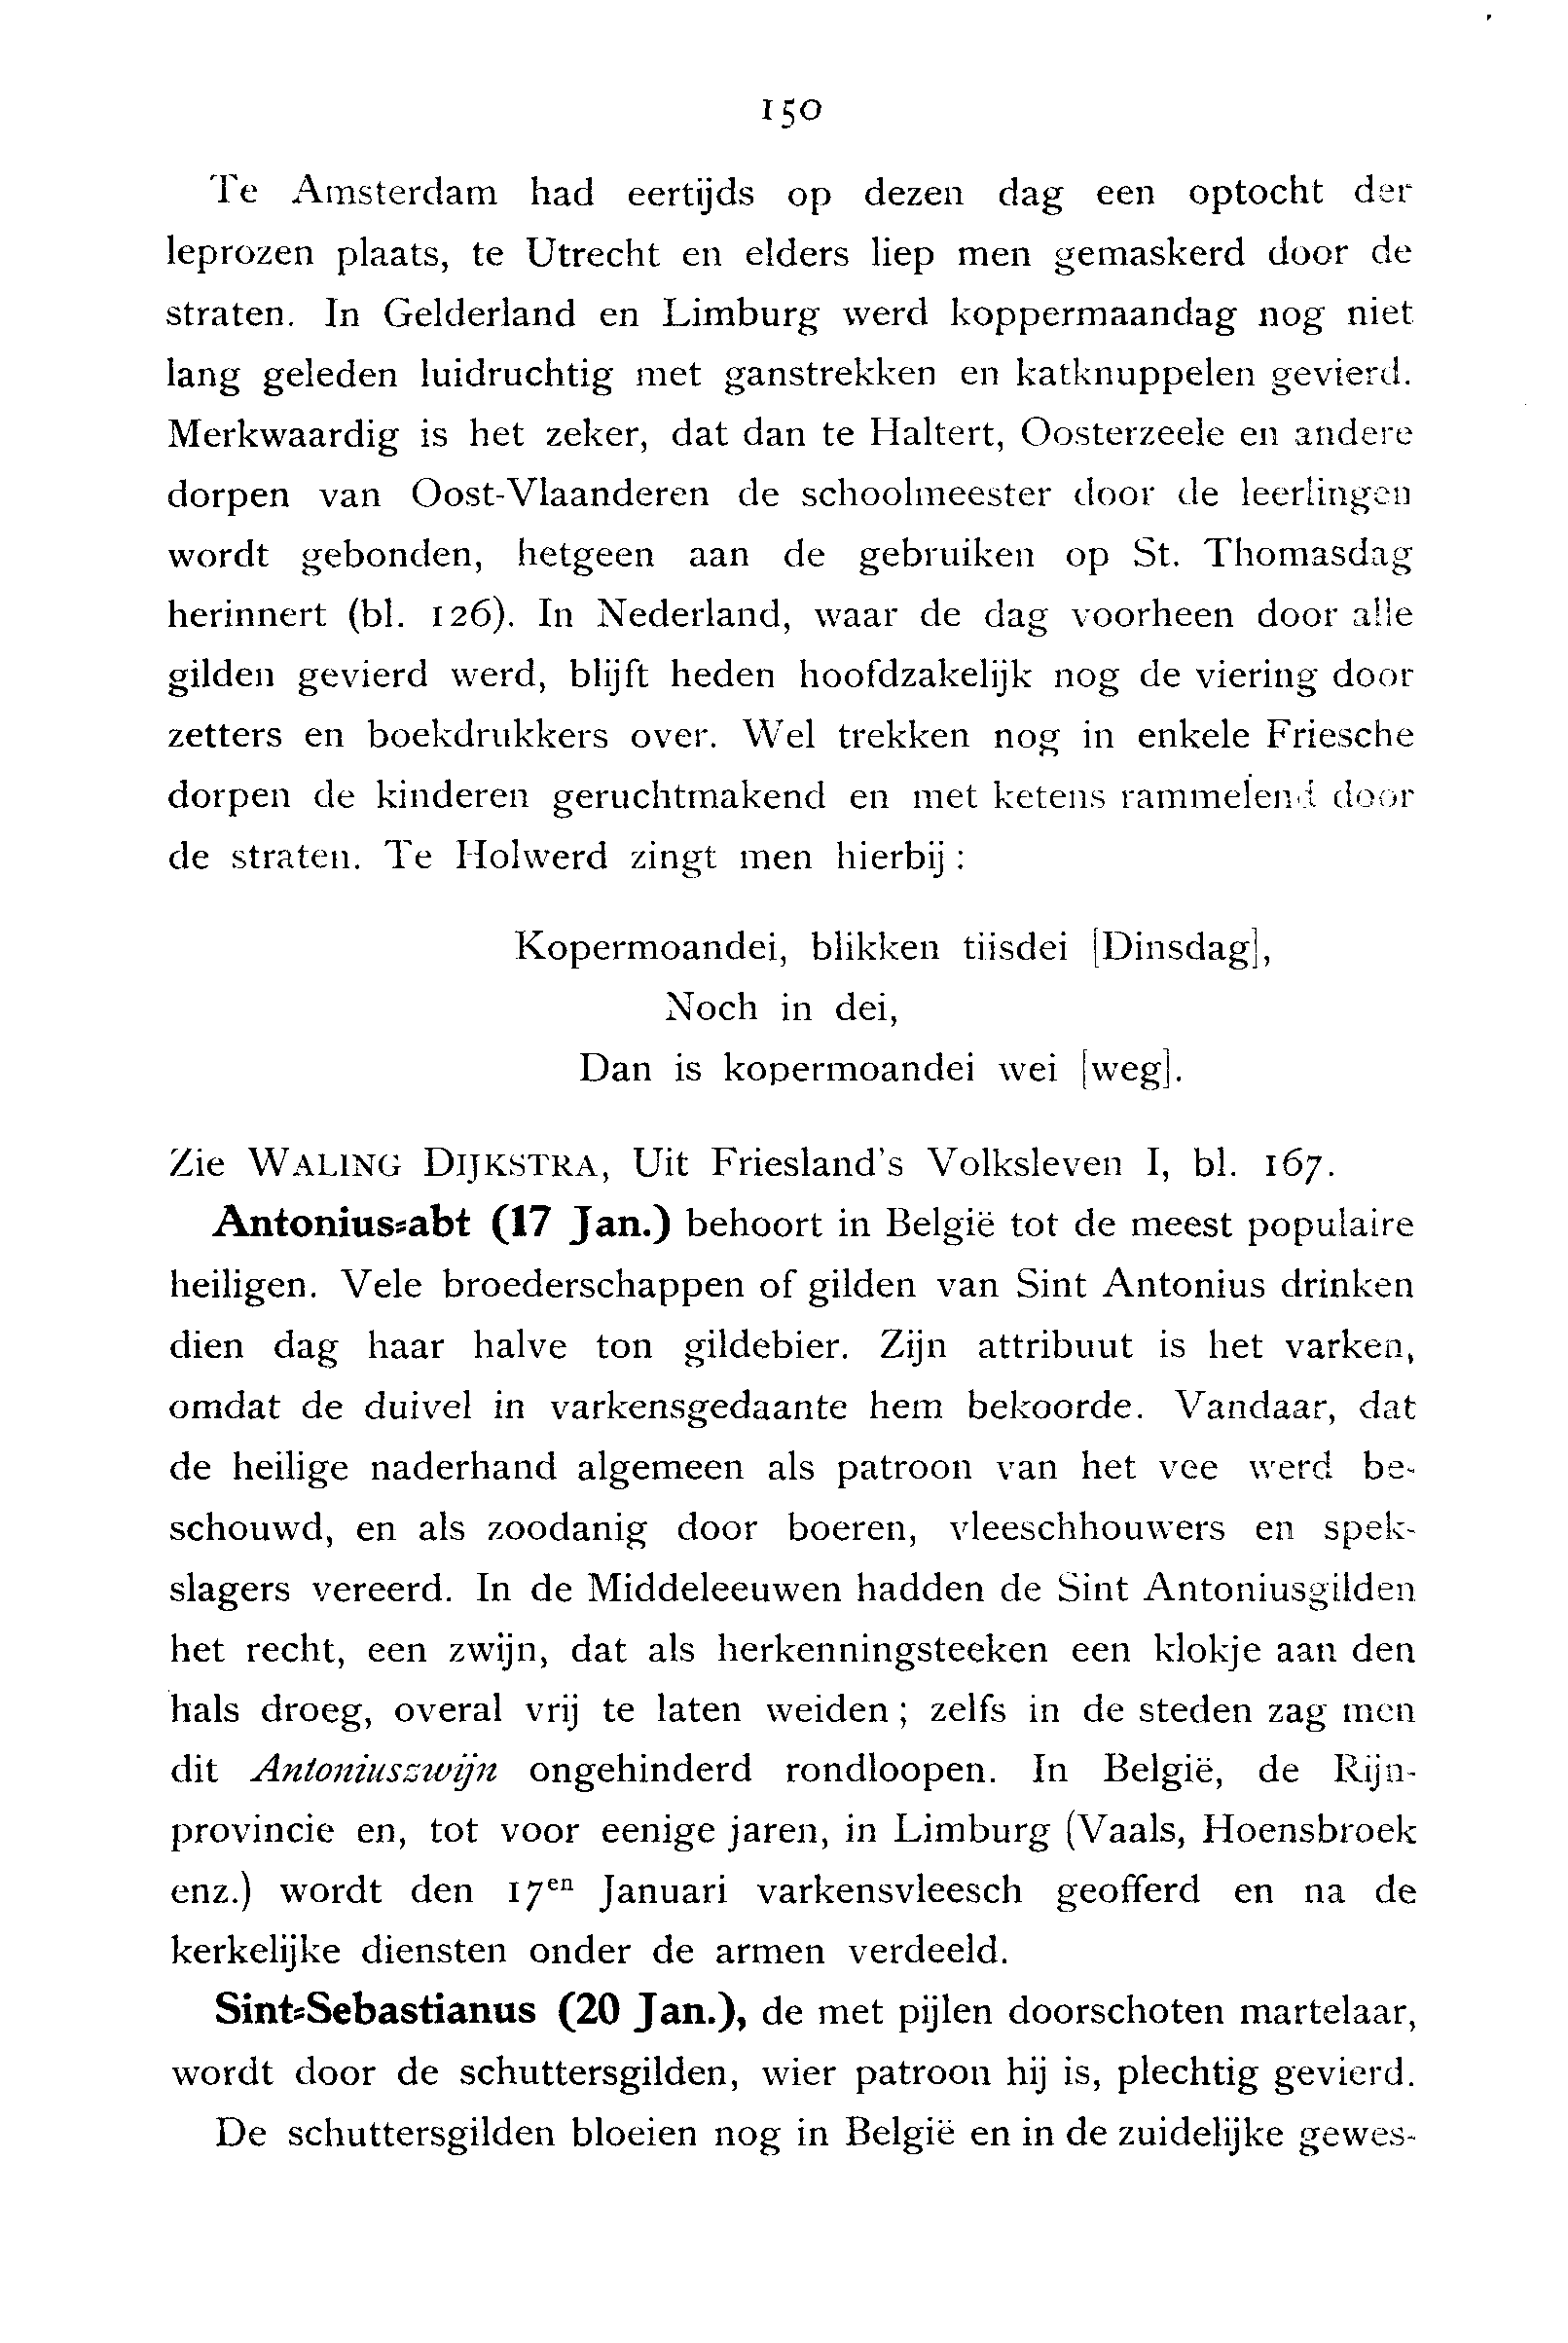 150
Te Amsterdam had eertijds op dezen dag een optocht der
leprozen plaats, te Utrecht en elders liep men gemaskerd door de
straten. In Gelderland en Limburg werd koppermaandag nog niet
lang geleden luidruchtig met ganstrekken en katknuppelen gevierd.
Merkwaardig is het zeker, dat dan te Haltert, Oosterzeele en andere
dorpen van Oost-Vlaanderen de schoolmeester door de leerlingen
wordt gebonden, hetgeen aan de gebruiken op St. Thomasdag
herinnert (bl. 126). In Nederland, waar de dag voorheen door alle
gilden gevierd werd, blijft heden hoofdzakelijk nog de viering door
zetters en boekdrukkers over. Wel trekken nog in enkele Friesche
dorpen de kinderen geruchtmakend en met ketens rammelend door
de straten. Te Holwerd zingt men hierbij :
Kopermoandei, blikken tiisdei [Dinsdag],
Noch in dei,
Dan is kopermoandei wei [weg].
Zie WALING DIJKSTRA, Uit Friesland's Volksleven I, bl. 167.
Antonius-abt (17 Jan.) behoort in België tot de meest populaire
heiligen. Vele broederschappen of gilden van Sint Antonius drinken
dien dag haar halve ton gildebier. Zijn attribuut is het varken,
omdat de duivel in varkensgedaante hem bekoorde. Vandaar, dat
de heilige naderhand algemeen als patroon van het vee werd be-
schouwd, en als zoodanig door boeren, vleeschhouwers en spek-
slagers vereerd. In de Middeleeuwen hadden de Sint Antoniusgilden
het recht, een zwijn, dat als herkenningsteeken een klokje aan den
hals droeg, overal vrij te laten weiden ; zelfs in de steden zag men
dit Antoniuszwijn ongehinderd rondloopen. In België, de Rijn-
provincie en, tot voor eenige jaren, in Limburg (Vaals, Hoensbroek
enz.) wordt den 17en Januari varkensvleesch geofferd en na de
kerkelijke diensten onder de armen verdeeld.
Sint-Sebastianus (20 Jan.), de met pijlen doorschoten martelaar,
wordt door de schuttersgilden, wier patroon hij is, plechtig gevierd.
De schuttersgilden bloeien nog in België en in de zuidelijke gewes-